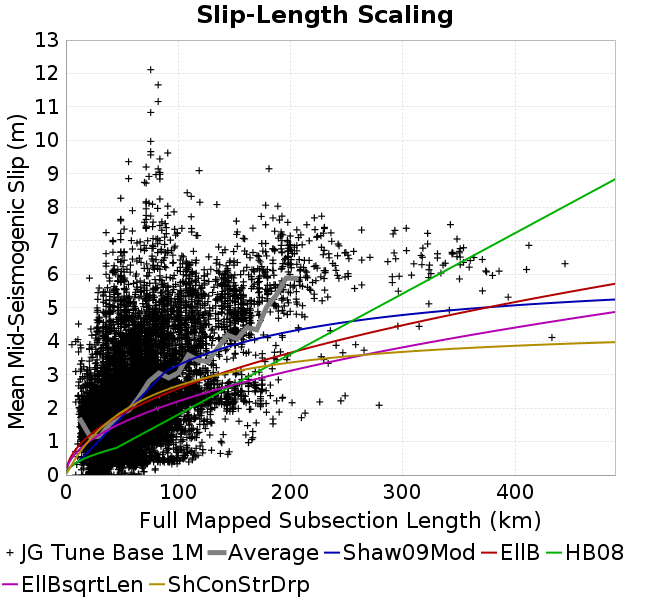 Slip-Length Scaling
Mean Mid-Seismogenic Slip (m)
13
12
11
10
9
8
7
6
5
4
3
2
1
0
0 100 200 300 400
Full Mapped Subsection Length (km)
JG Tune Base 1M Average Shaw09Mod EllB HB08
EllBsqrtLen ShConStrDrp